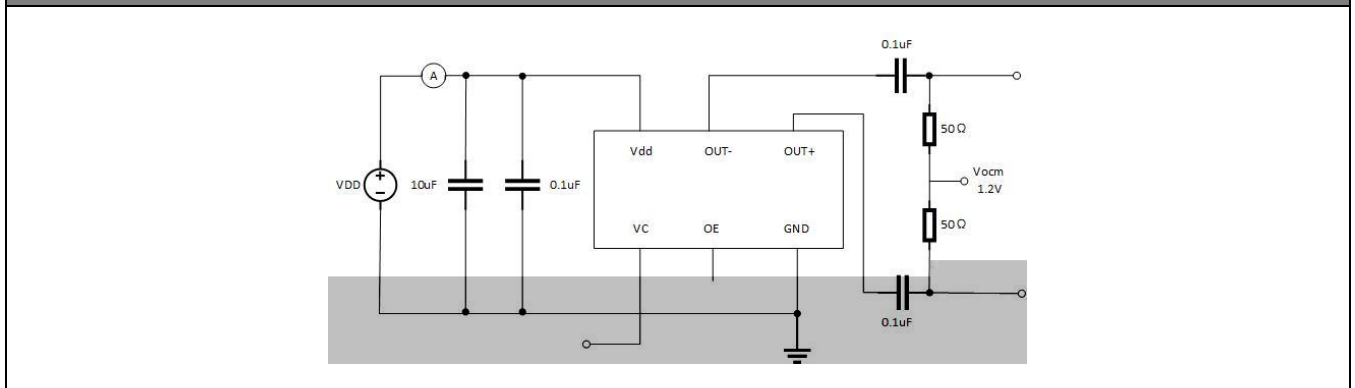 0.1uF
A
50Ω
Vdd OUT- OUT+
VDD 10uF 0.1uF
Vocm
1.2V
VC OE GND
50Ω
0.1uF